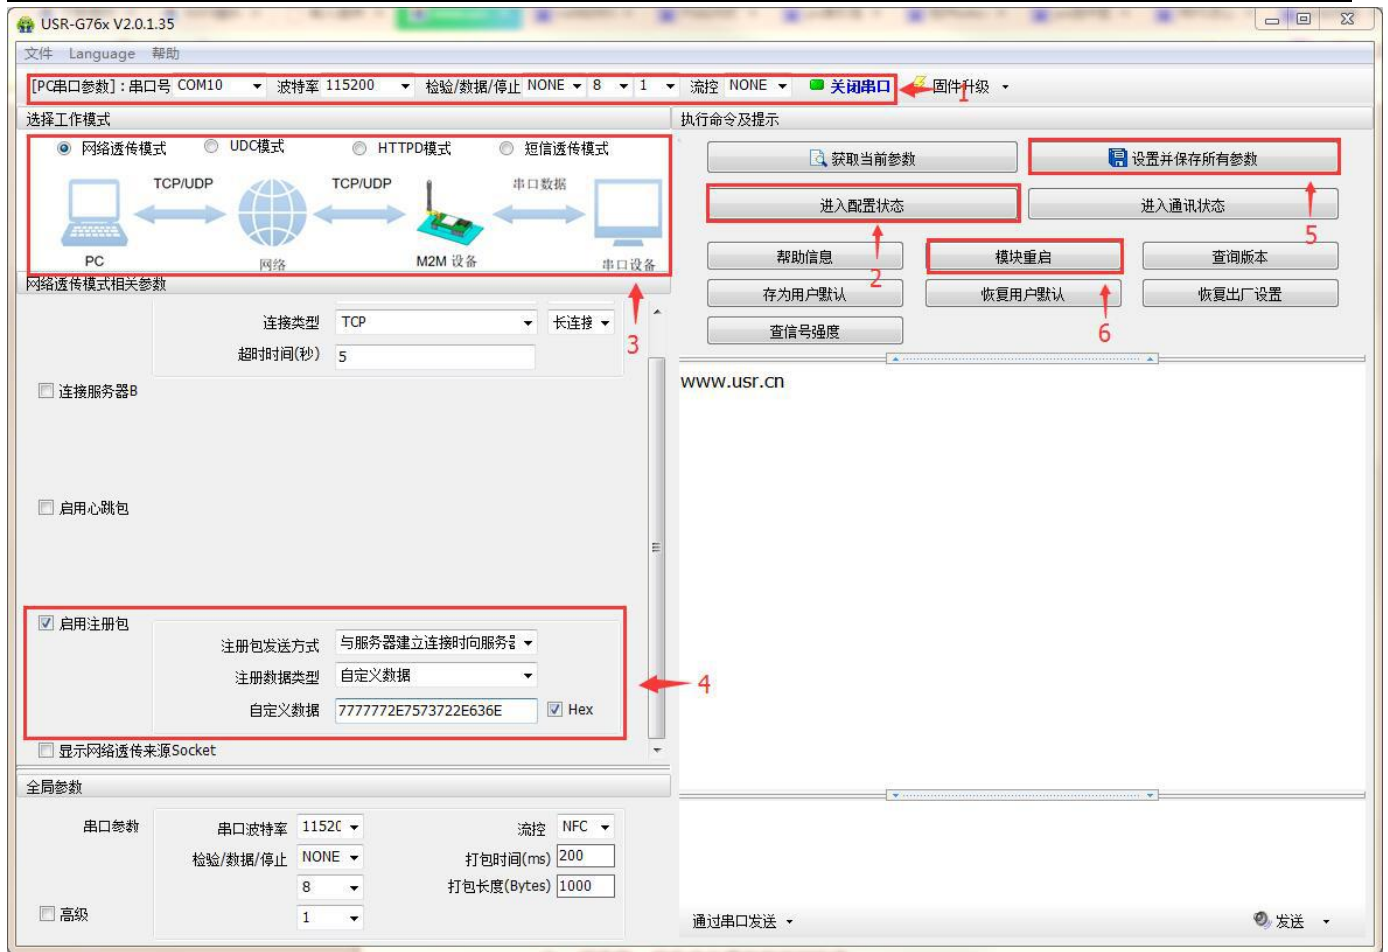 USR-G76x V2.0.1.35
文件 Language 帮助
[PC串口参数]：串口号 COM10 波特率 115200 检验/数据/停止 NONE 8 1 流控 NONE 关闭串口 固件升级
1
选择工作模式
网络透传模式 UDC模式 HTTPD模式 短信透传模式
TCP/UDP TCP/UDP 串口数据
PC 网络 M2M 设备 串口设备
3
网络透传模式相关参数
连接类型 TCP 长连接
超时时间(秒) 5
连接服务器B
启用心跳包
启用注册包
注册包发送方式 与服务器建立连接时向服务
注册数据类型 自定义数据
自定义数据 7777772E7573722E636E Hex
4
显示网络透传来源Socket
全局参数
串口参数 串口波特率 1152 流控 NFC
检验/数据/停止 NONE 打包时间(ms) 200
8 打包长度(Bytes) 1000
高级 1
执行命令及提示
获取当前参数 设置并保存所有参数
进入配置状态 进入通讯状态
2 5
帮助信息 模块重启 查询版本
存为用户默认 恢复用户默认 恢复出厂设置
6
查信号强度
www.usr.cn
通过串口发送 发送